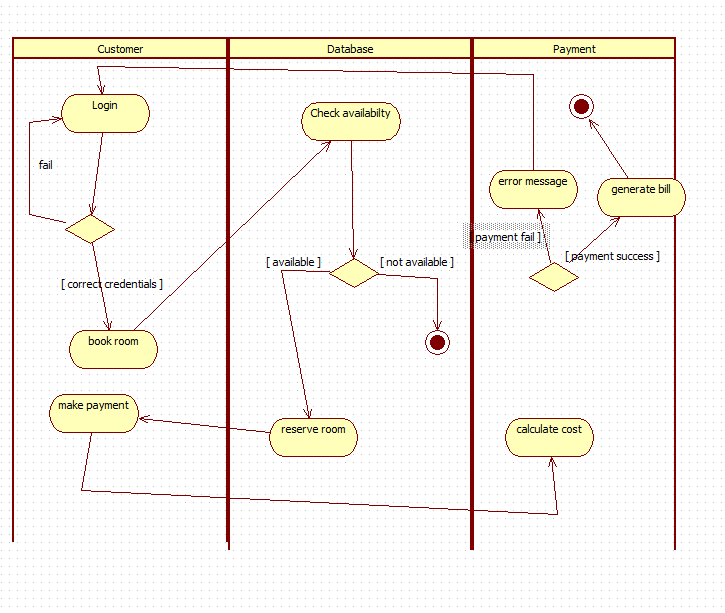 Customer
Database
Payment
Login
Check availabilty
fail
error message
generate bill
[ payment fail ]
[ payment success ]
[ available ]
[ not available ]
[ correct credentials ]
book room
make payment
reserve room
calculate cost